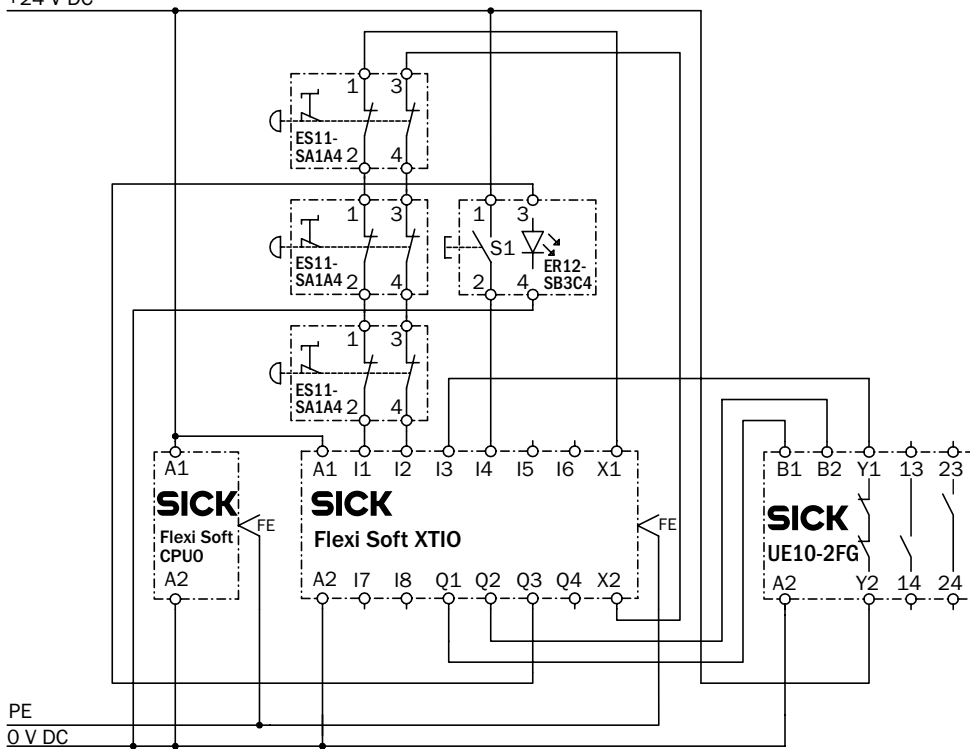 +24 V DC
1 3
ES11-
SA1A4 2 4
1 3
ES11-
SA1A4 2 4
1 3
S1
ER12-
SB3C4
2 4
1 3
ES11-
SA1A4 2 4
A1
SICK
Flexi Soft
CPU0
A2
FE
A1 I1 I2 I3 I4 I5 I6 X1
SICK
Flexi Soft XTIO
A2 I7 I8 Q1 Q2 Q3 Q4 X2
FE
B1 B2 Y1 13 23
SICK
UE10-2FG
A2 Y2 14 24
PE
0 V DC